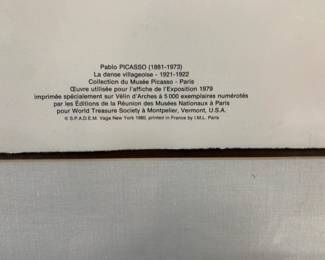 Pablo PICASSO (1881-1973)
La danse villageoise - 1921-1922
Collection du Musée Picasso - Paris
Œuvre utilisée pour l'affiche de l'Exposition 1979
imprimée spécialement sur Vélin d'Arches à 5 000 exemplaires numérotés
par les Éditions de la Réunion des Musées Nationaux à Paris
pour World Treasure Society à Montpelier, Vermont, U.S.A.
© S.P.A.D.E.M. Vaga New York 1980, printed in France by I.M.L. Paris